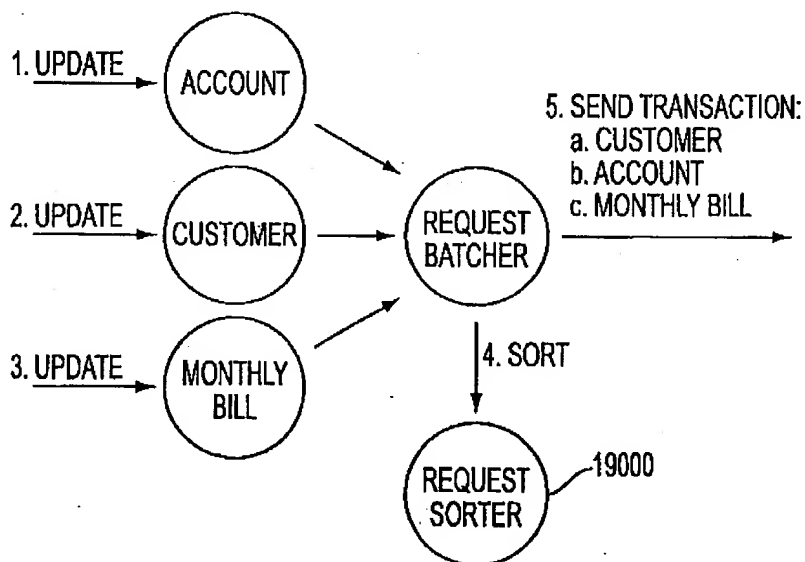 1. UPDATE
ACCOUNT
5. SEND TRANSACTION:
a. CUSTOMER
b. ACCOUNT
c. MONTHLY BILL
2. UPDATE
CUSTOMER
REQUEST
BATCHER
3. UPDATE
MONTHLY
BILL
4. SORT
REQUEST
SORTER
19000